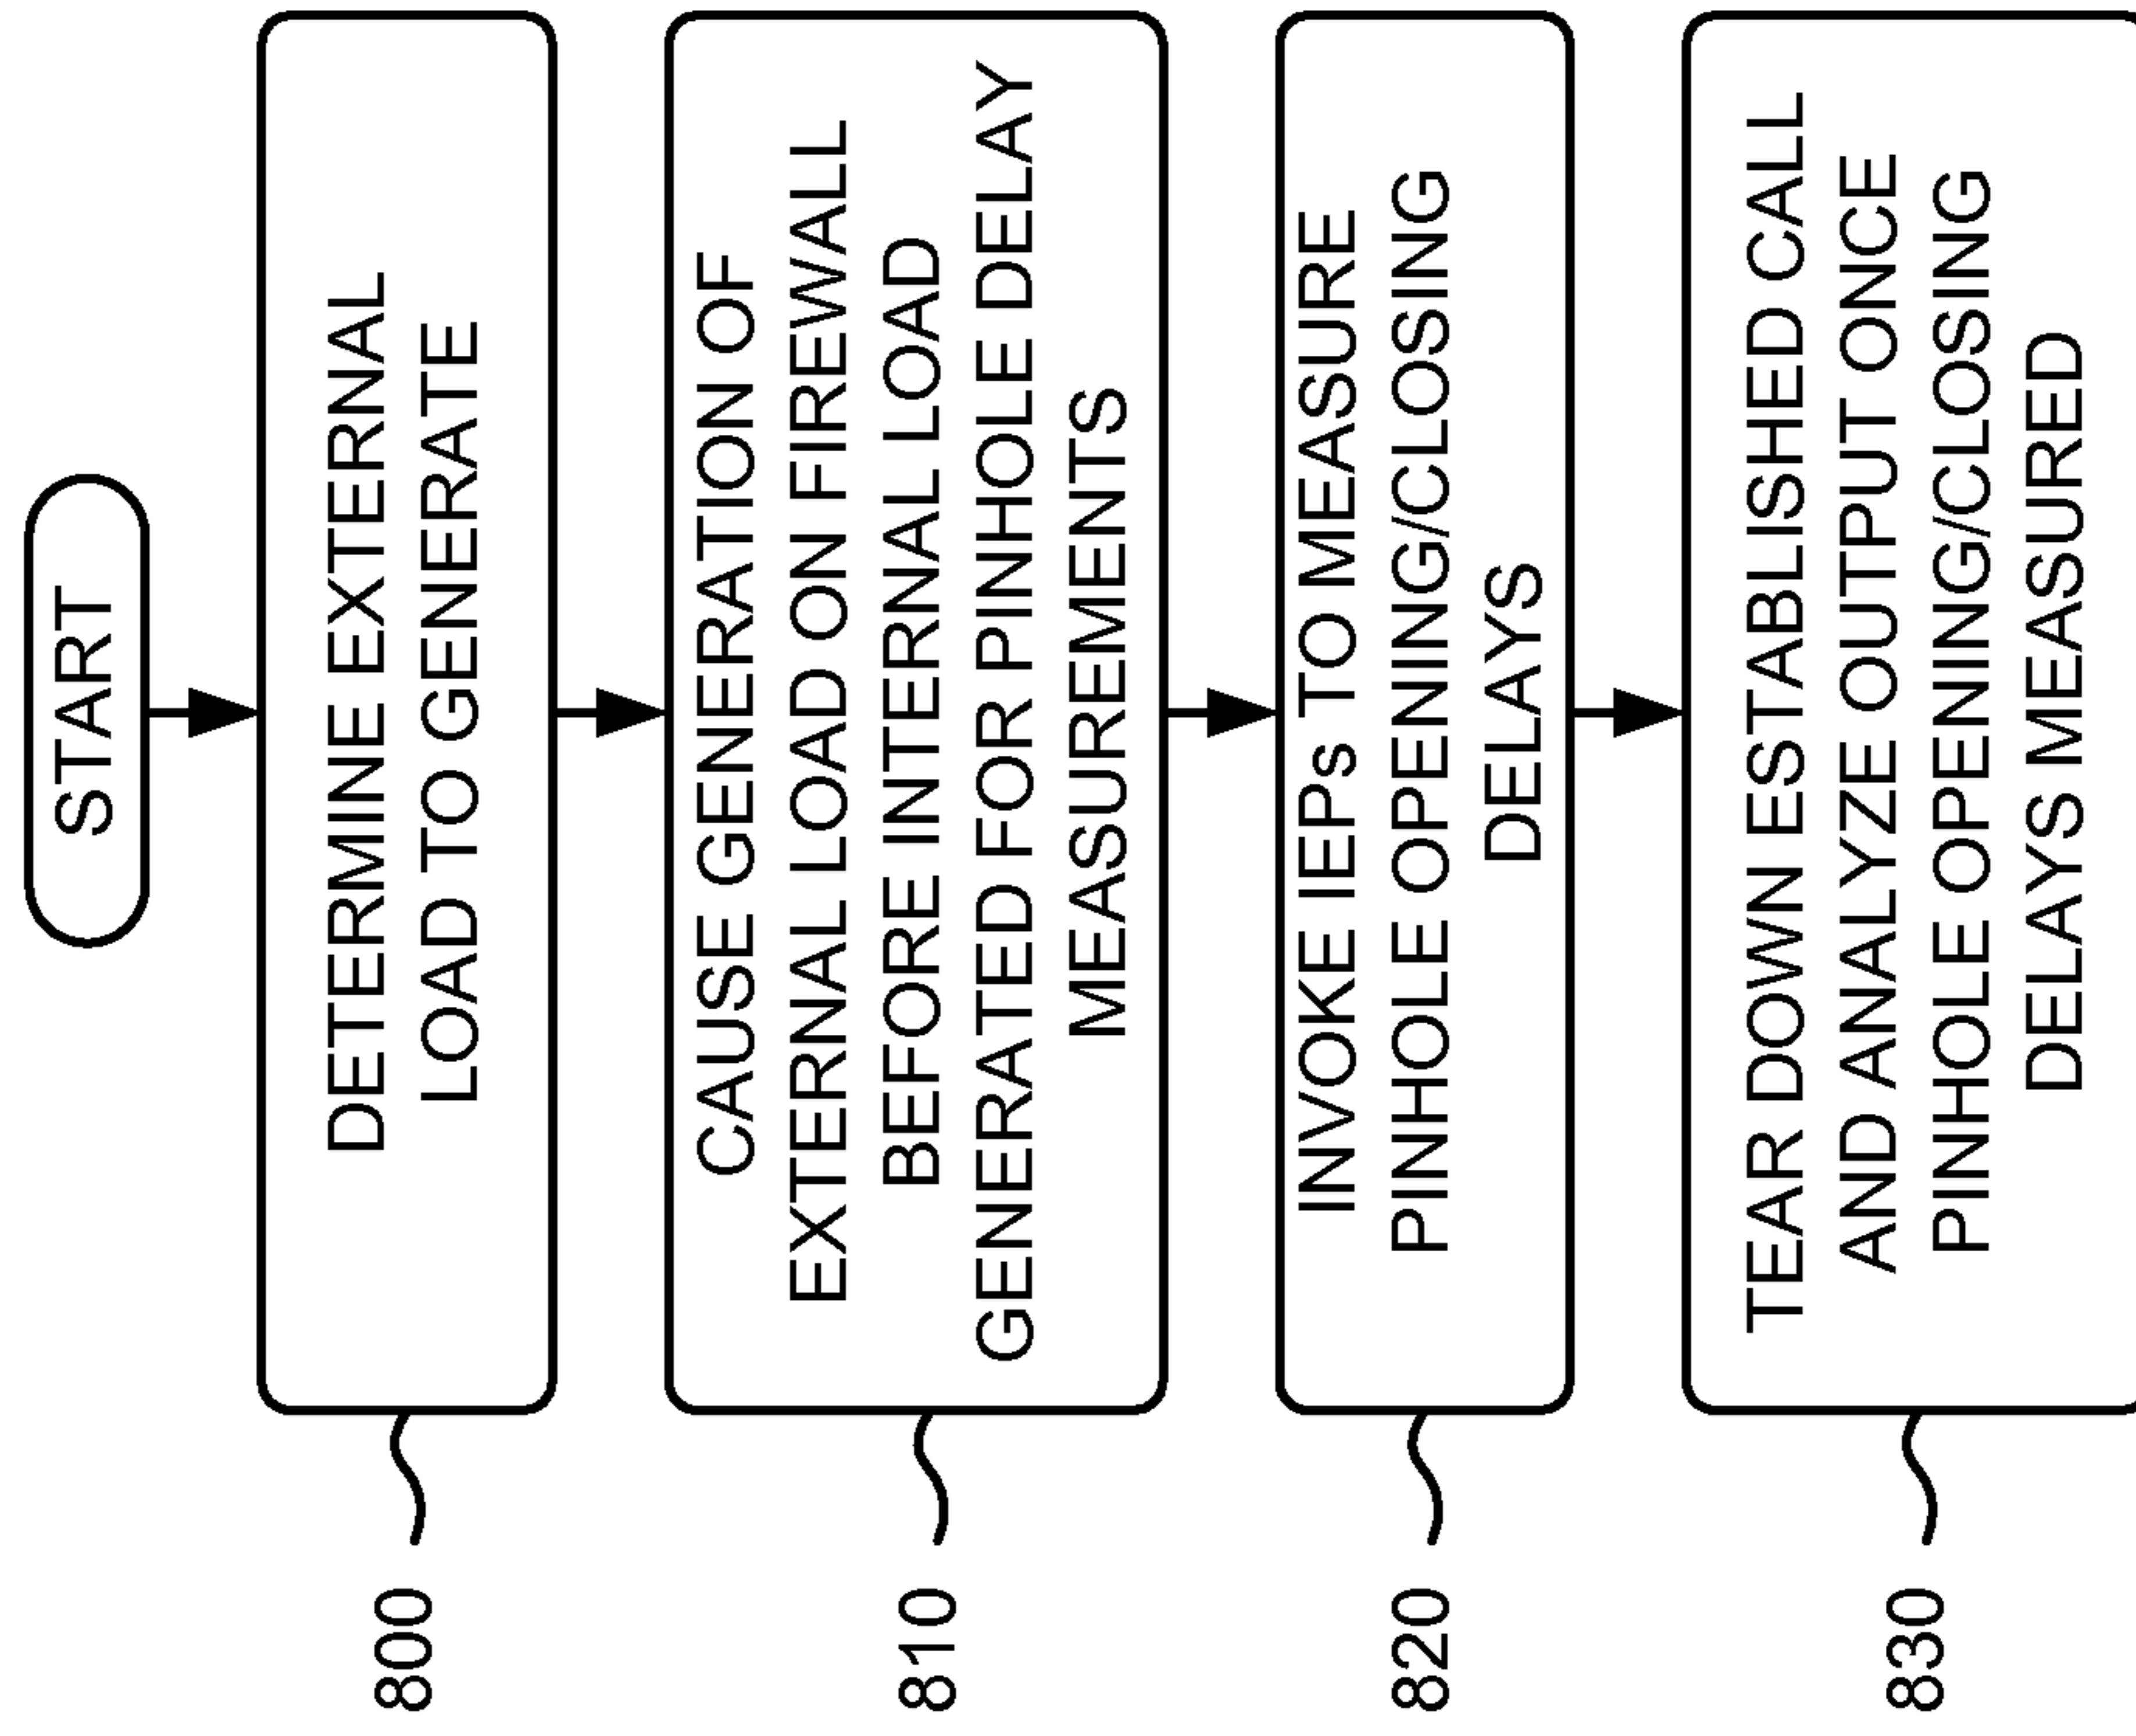 START
800
DETERMINE EXTERNAL
LOAD TO GENERATE
810
CAUSE GENERATION OF
EXTERNAL LOAD ON FIREWALL
BEFORE INTERNAL LOAD
GENERATED FOR PINHOLE DELAY
MEASUREMENTS
820
INVOKE IEPs TO MEASURE
PINHOLE OPENING/CLOSING
DELAYS
830
TEAR DOWN ESTABLISHED CALL
AND ANALYZE OUTPUT ONCE
PINHOLE OPENING/CLOSING
DELAYS MEASURED